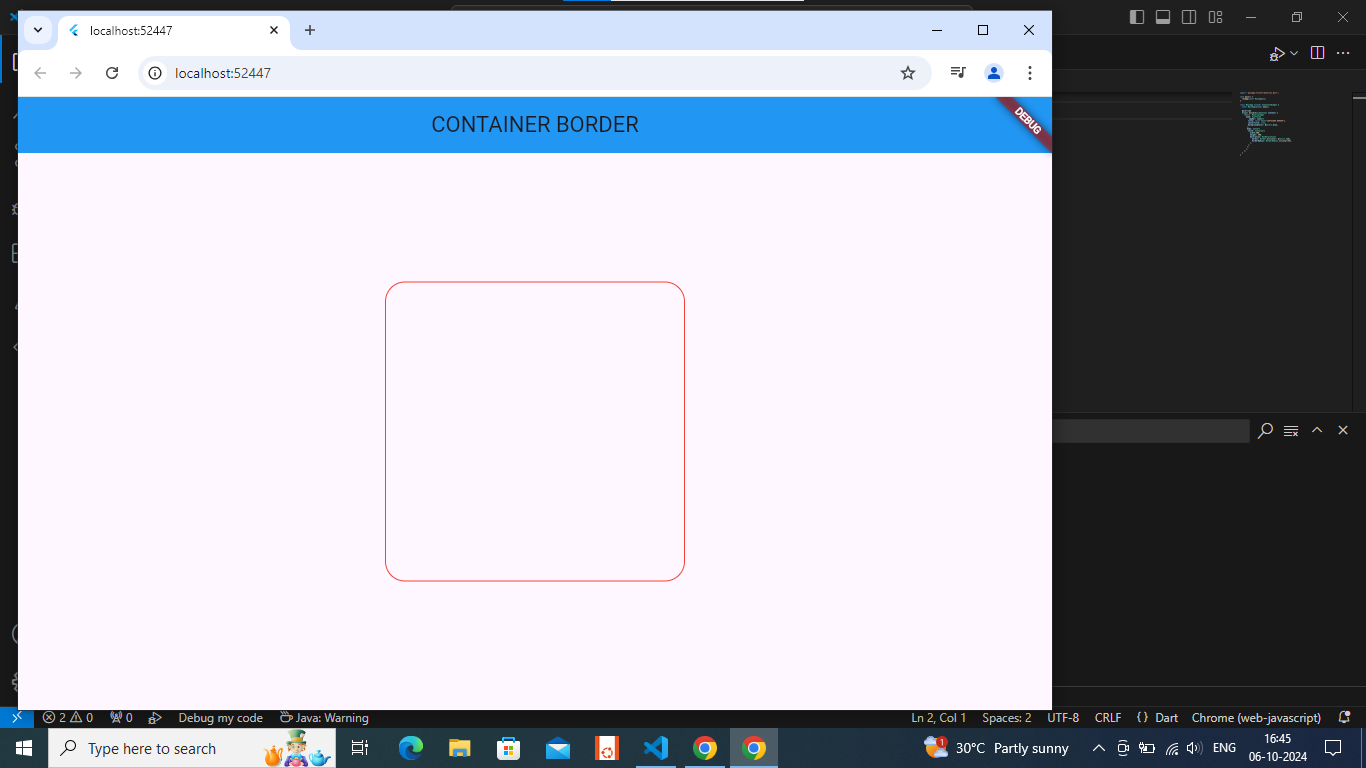 localhost:52447
localhost:52447
CONTAINER BORDER
DEBUG
2 0 0 Debug my code Java: Warning Ln 2, Col 1 Spaces: 2 UTF-8 CRLF {} Dart Chrome (web-javascript)
Type here to search 1 30°C Partly sunny ENG 16:45
06-10-2024